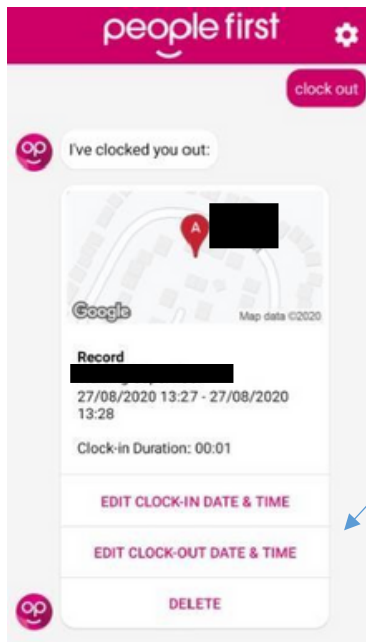 people first
clock out
op
I've clocked you out:
A
Google
Map data ©2020
Record
27/08/2020 13:27 - 27/08/2020
13:28
Clock-in Duration: 00:01
EDIT CLOCK-IN DATE & TIME
EDIT CLOCK-OUT DATE & TIME
op
DELETE